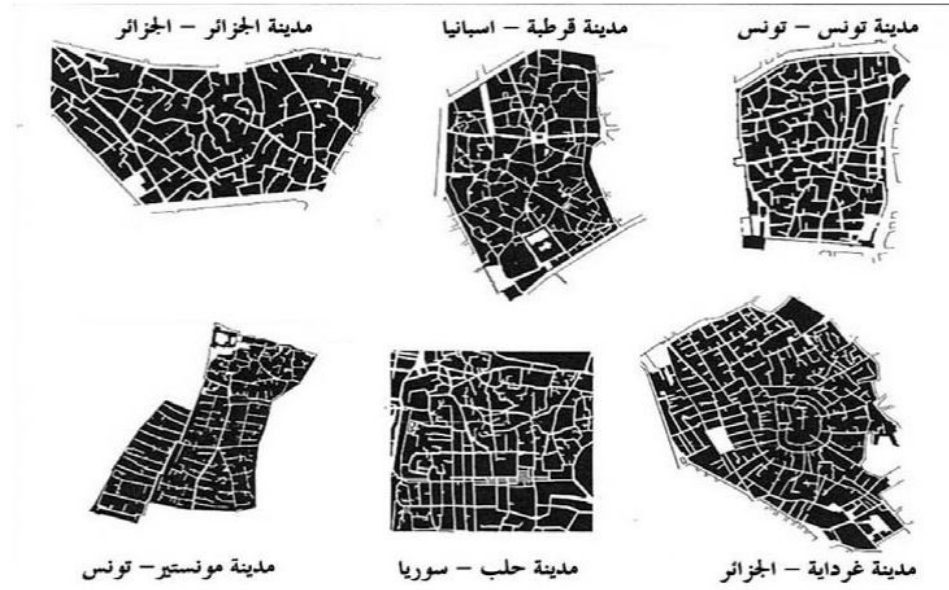 مدينة تونس – تونس
مدينة قرطبة – اسبانيا
مدينة الجزائر – الجزائر
مدينة غرداية – الجزائر
مدينة حلب – سوريا
مدينة مونستير– تونس